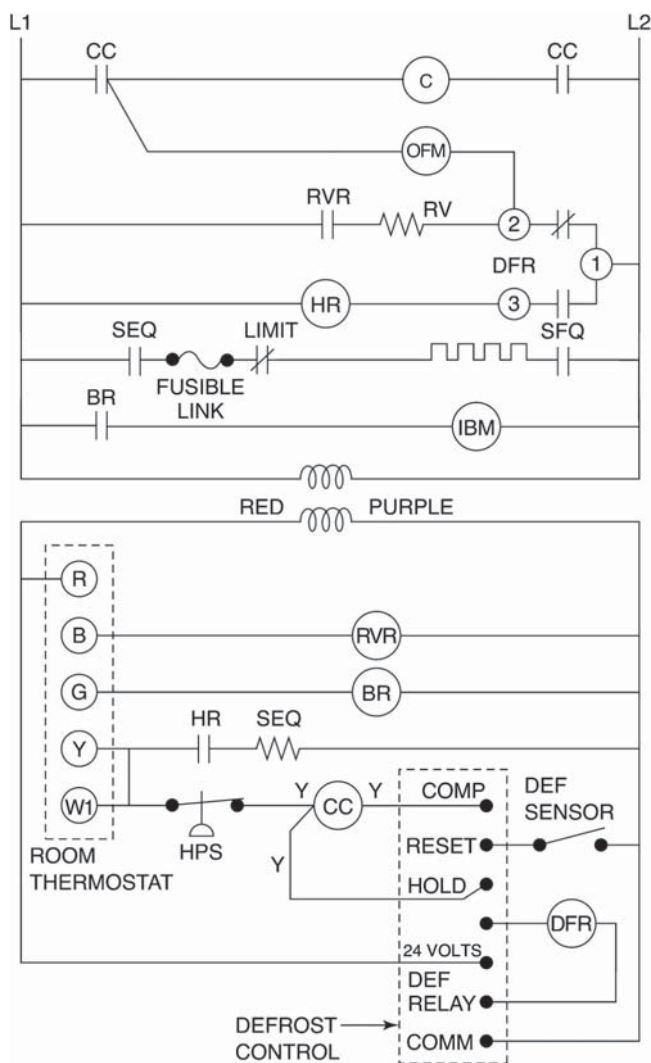 L1 L2
CC CC
C
OFM
RVR RV
2
DFR 1
HR 3
SEQ LIMIT SFQ
FUSIBLE
LINK
BR
IBM
RED PURPLE
R
B RVR
G BR
HR SEQ
Y
W1 Y CC Y COMP DEF
SENSOR
HPS RESET
ROOM
THERMOSTAT
Y HOLD
DFR
24 VOLTS
DEF
RELAY
DEFROST
CONTROL
COMM